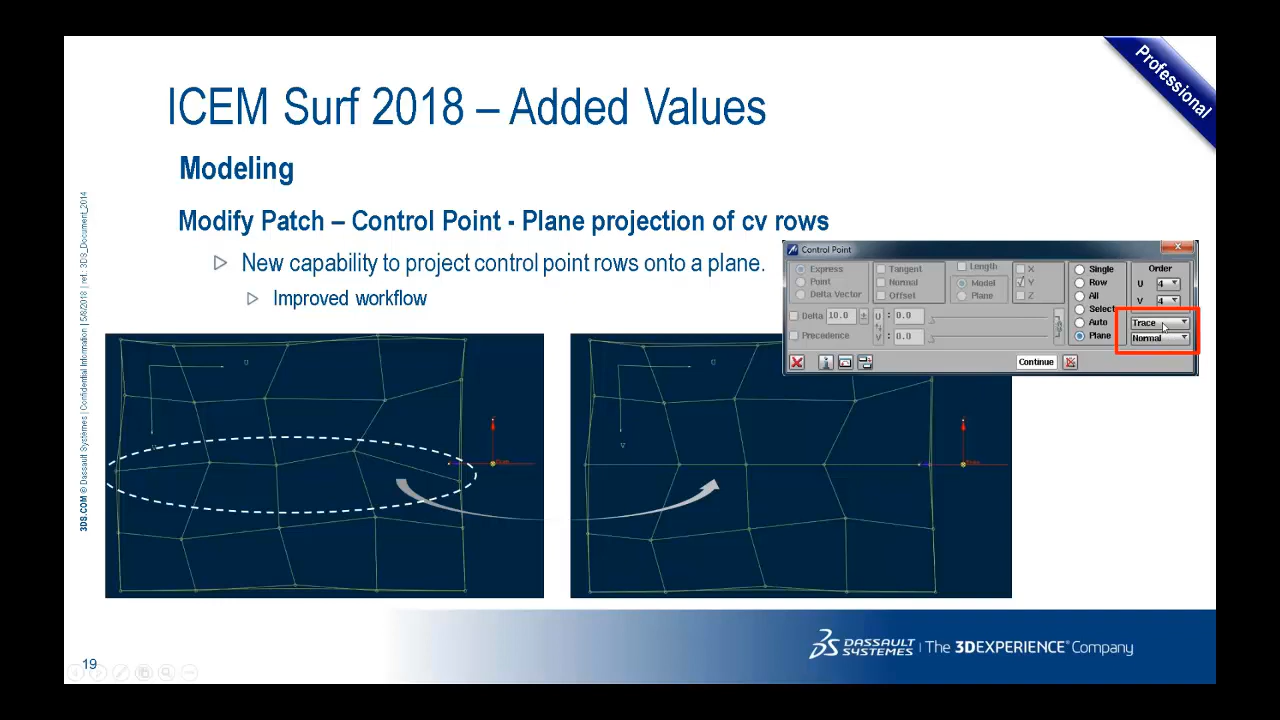 Professional
ICEM Surf 2018 – Added Values
Modeling
Modify Patch – Control Point - Plane projection of cv rows
New capability to project control point rows onto a plane.
Improved workflow
Control Point
Express
Point
Delta Vector
Tangent
Normal
Offset
Length
Model
Plane
X
Y
Z
Single
Row
All
Select
Auto
Plane
Order
U 4
V 4
Trace
Normal
Delta 10.0
Precedence
U : 0.0
V : 0.0
Continue
3DS.COM © Dassault Systèmes | Confidential Information | 5/8/2018 | ref.: 3DS_Document_2014
19
DASSAULT SYSTEMES | The 3DEXPERIENCE® Company